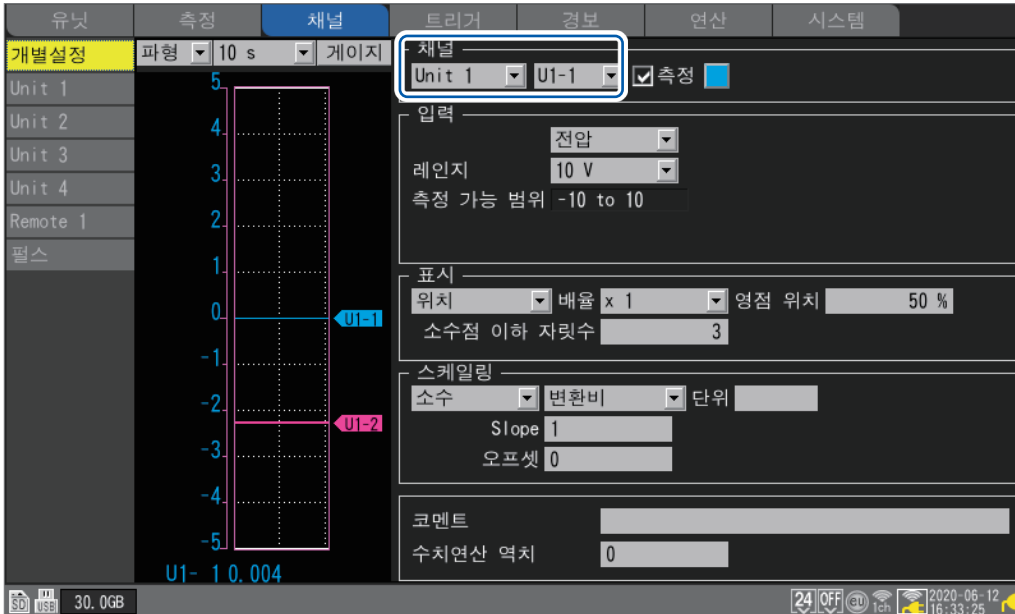 유닛 측정 채널 트리거 경보 연산 시스템
개별설정
Unit 1
Unit 2
Unit 3
Unit 4
Remote 1
펄스
파형 10 s 게이지
5
4
3
2
1
0
-1
-2
-3
-4
-5
U1-1
U1-2
U1- 1 0.004
채널
Unit 1 U1-1 측정
입력
전압
레인지 10 V
측정 가능 범위 -10 to 10
표시
위치 배율 x 1 영점 위치 50 %
소수점 이하 자릿수 3
스케일링
소수 변환비 단위
Slope 1
오프셋 0
코멘트
수치연산 역치 0
SD USB 30.0GB
24 OFF eu 1ch 2020-06-12
16:33:25